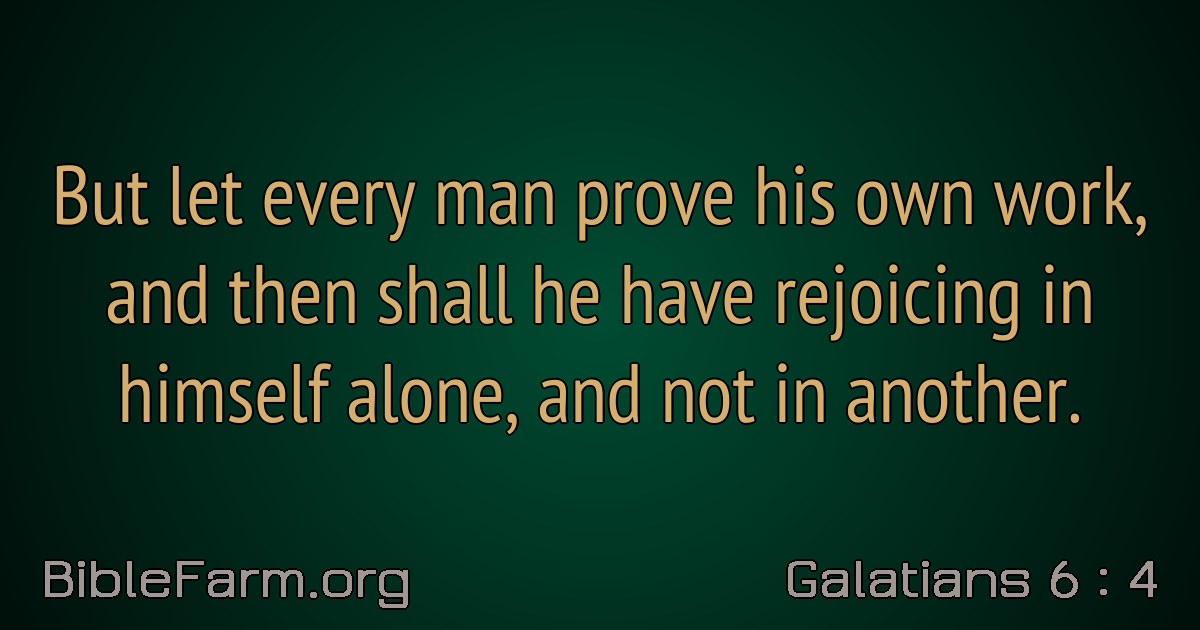 But let every man prove his own work,
and then shall he have rejoicing in
himself alone, and not in another.
BibleFarm.org
Galatians 6 : 4